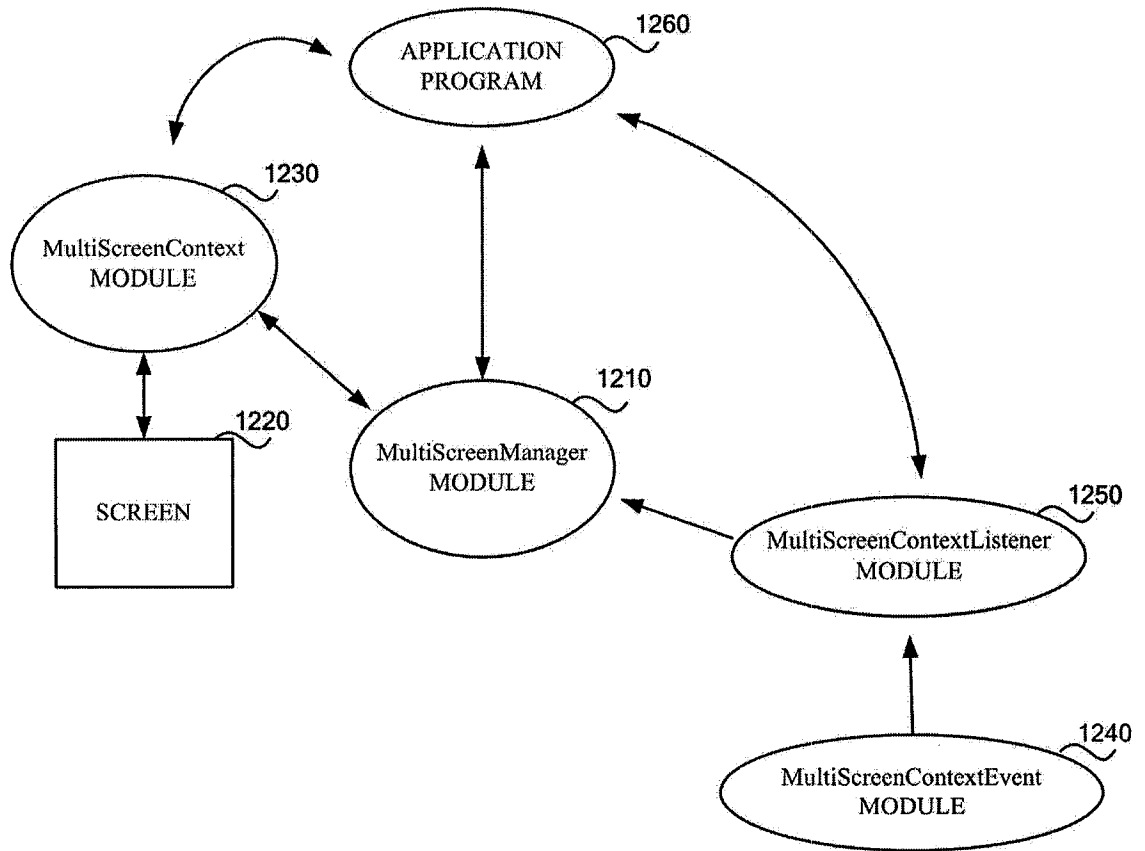 1260
APPLICATION
PROGRAM
1230
MultiScreenContext
MODULE
1210
MultiScreenManager
MODULE
1220
SCREEN
1250
MultiScreenContextListener
MODULE
1240
MultiScreenContextEvent
MODULE